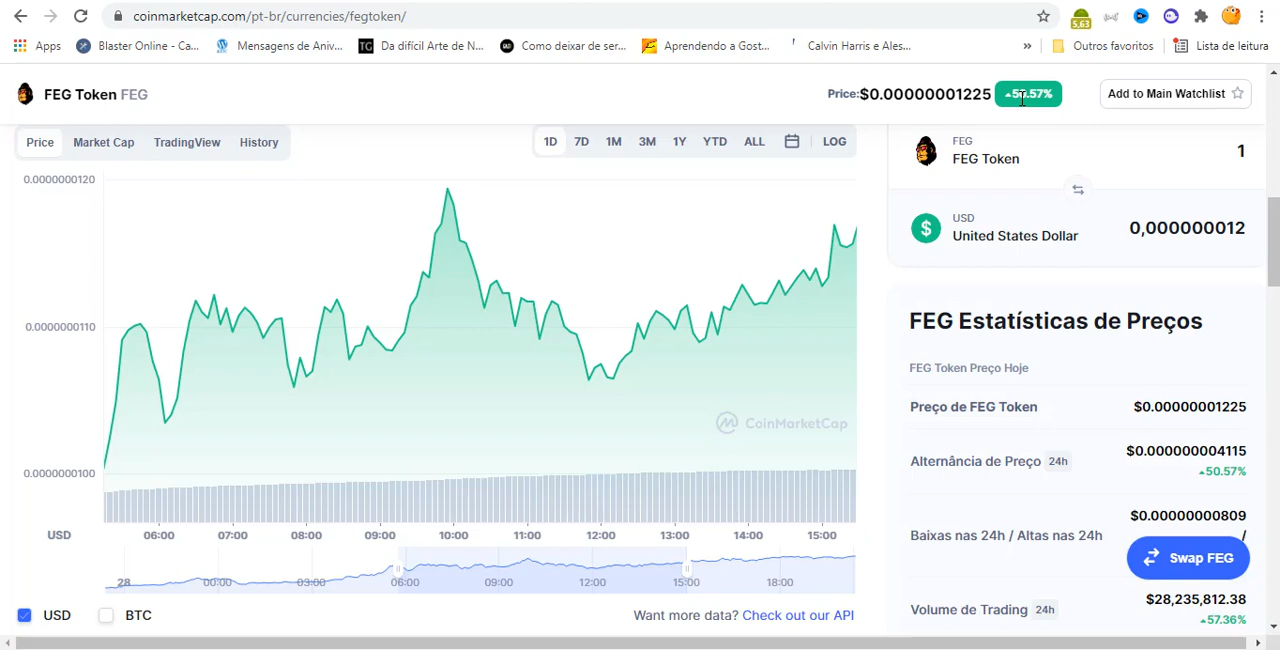 coinmarketcap.com/pt-br/currencies/fegtoken/
5,63
Apps
Blaster Online - Ca...
Mensagens de Aniv...
TG
Da difícil Arte de N...
Como deixar de ser...
Aprendendo a Gost...
Calvin Harris e Ales...
»
Outros favoritos
Lista de leitura
FEG Token FEG
Price:$0.00000001225
50.57%
Add to Main Watchlist
Price Market Cap TradingView History
1D 7D 1M 3M 1Y YTD ALL LOG
FEG
FEG Token
1
USD
United States Dollar
0,000000012
0.0000000120
0.0000000110
0.0000000100
CoinMarketCap
USD
06:00 07:00 08:00 09:00 10:00 11:00 12:00 13:00 14:00 15:00
28 00:00 03:00 06:00 09:00 12:00 15:00 18:00
USD BTC
Want more data? Check out our API
FEG Estatísticas de Preços
FEG Token Preço Hoje
Preço de FEG Token $0.00000001225
Alternância de Preço 24h $0.000000004115
50.57%
Baixas nas 24h / Altas nas 24h $0.00000000809
/
Swap FEG
Volume de Trading 24h $28,235,812.38
57.36%